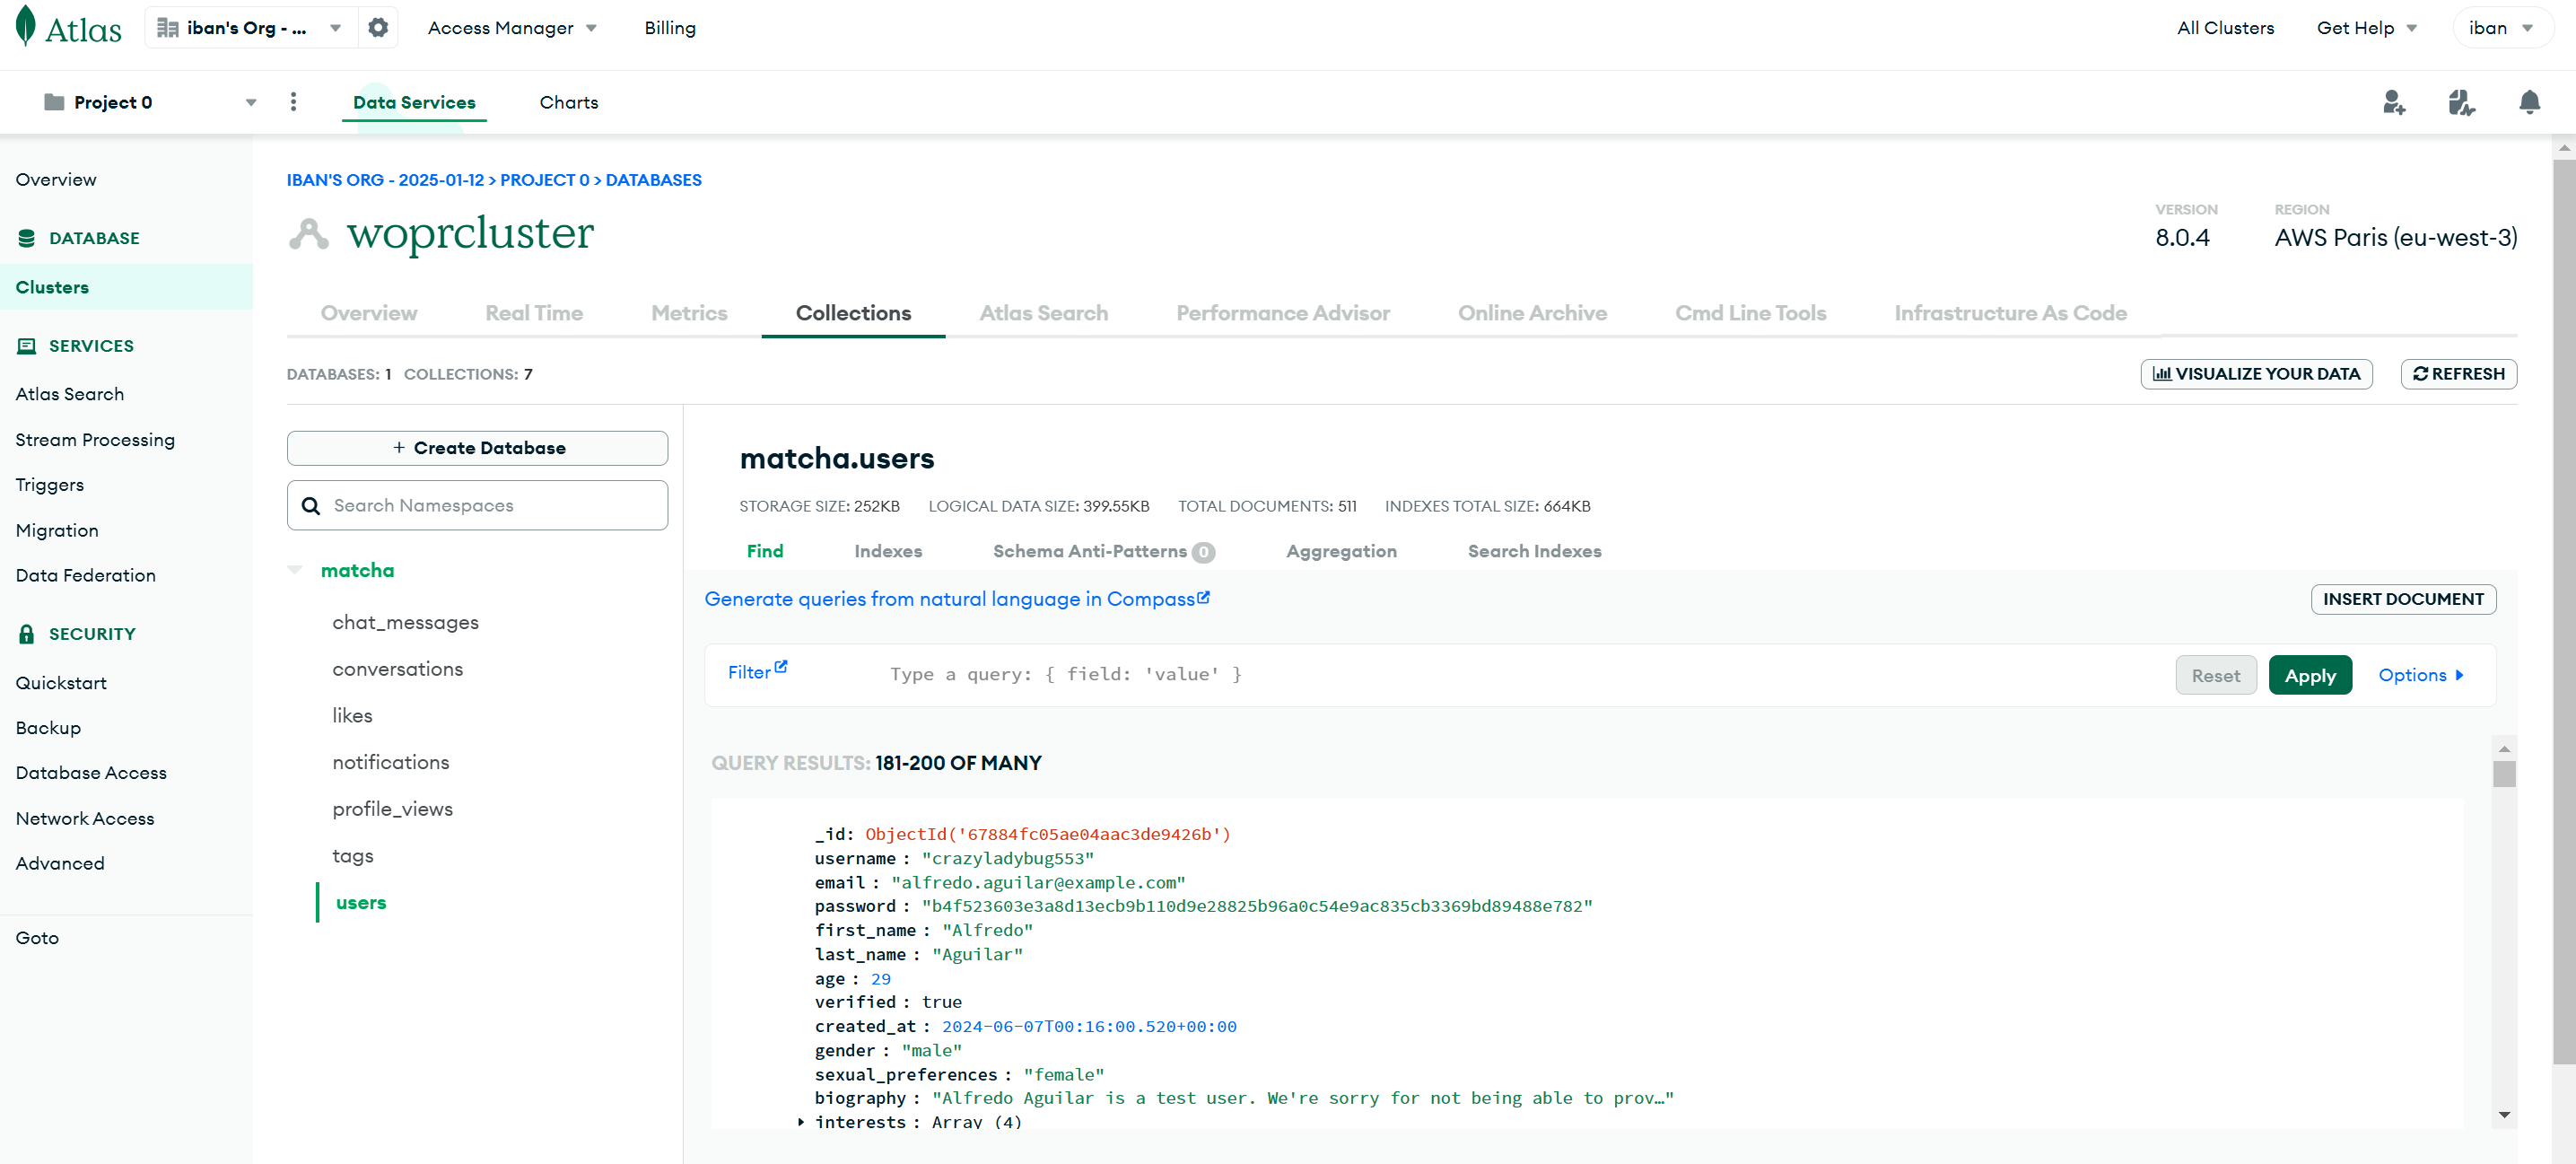 Atlas
iban's Org - ...
Access Manager
Billing
All Clusters
Get Help
iban
Project 0
Data Services
Charts
Overview
DATABASE
Clusters
SERVICES
Atlas Search
Stream Processing
Triggers
Migration
Data Federation
SECURITY
Quickstart
Backup
Database Access
Network Access
Advanced
Goto
IBAN'S ORG - 2025-01-12 > PROJECT 0 > DATABASES
woprcluster
VERSION
8.0.4
REGION
AWS Paris (eu-west-3)
Overview
Real Time
Metrics
Collections
Atlas Search
Performance Advisor
Online Archive
Cmd Line Tools
Infrastructure As Code
DATABASES: 1 COLLECTIONS: 7
VISUALIZE YOUR DATA
REFRESH
+ Create Database
Search Namespaces
matcha
chat_messages
conversations
likes
notifications
profile_views
tags
users
matcha.users
STORAGE SIZE: 252KB LOGICAL DATA SIZE: 399.55KB TOTAL DOCUMENTS: 511 INDEXES TOTAL SIZE: 664KB
Find
Indexes
Schema Anti-Patterns 0
Aggregation
Search Indexes
Generate queries from natural language in Compass
INSERT DOCUMENT
Filter
Type a query: { field: 'value' }
Reset
Apply
Options
QUERY RESULTS: 181-200 OF MANY
_id: ObjectId('67884fc05ae04aac3de9426b')
username : "crazyladybug553"
email : "alfredo.aguilar@example.com"
password : "b4f523603e3a8d13ecb9b110d9e28825b96a0c54e9ac835cb3369bd89488e782"
first_name : "Alfredo"
last_name : "Aguilar"
age : 29
verified : true
created_at : 2024-06-07T00:16:00.520+00:00
gender : "male"
sexual_preferences : "female"
biography : "Alfredo Aguilar is a test user. We're sorry for not being able to prov…"
interests : Array (4)